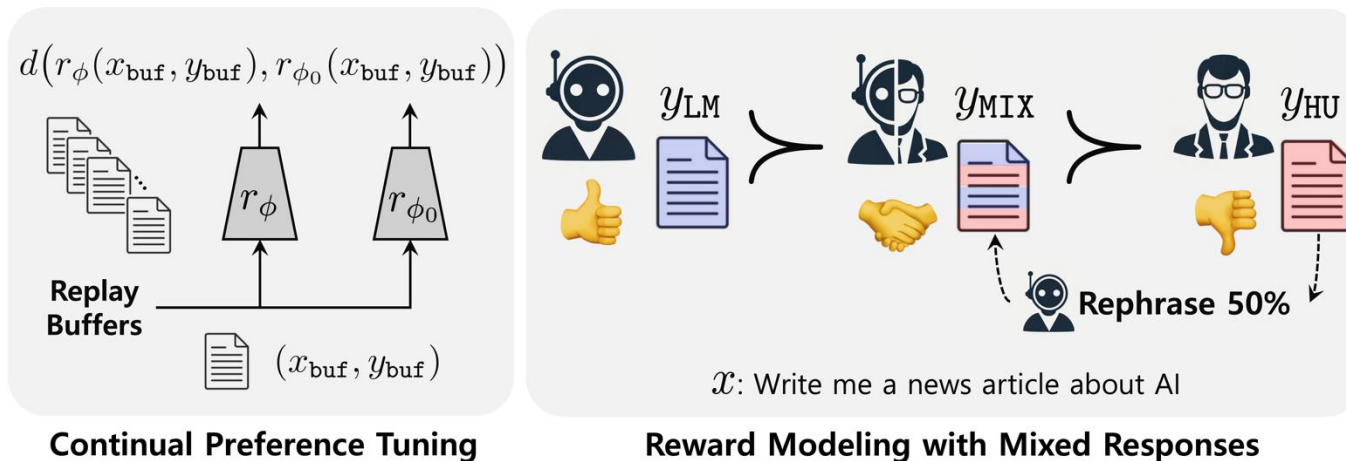 d(r_ϕ(x_buf, y_buf), r_ϕ₀(x_buf, y_buf))
r_ϕ
r_ϕ₀
Replay
Buffers
(x_buf, y_buf)
Continual Preference Tuning
y_LM
≻
y_MIX
≻
y_HU
Rephrase 50%
x: Write me a news article about AI
Reward Modeling with Mixed Responses